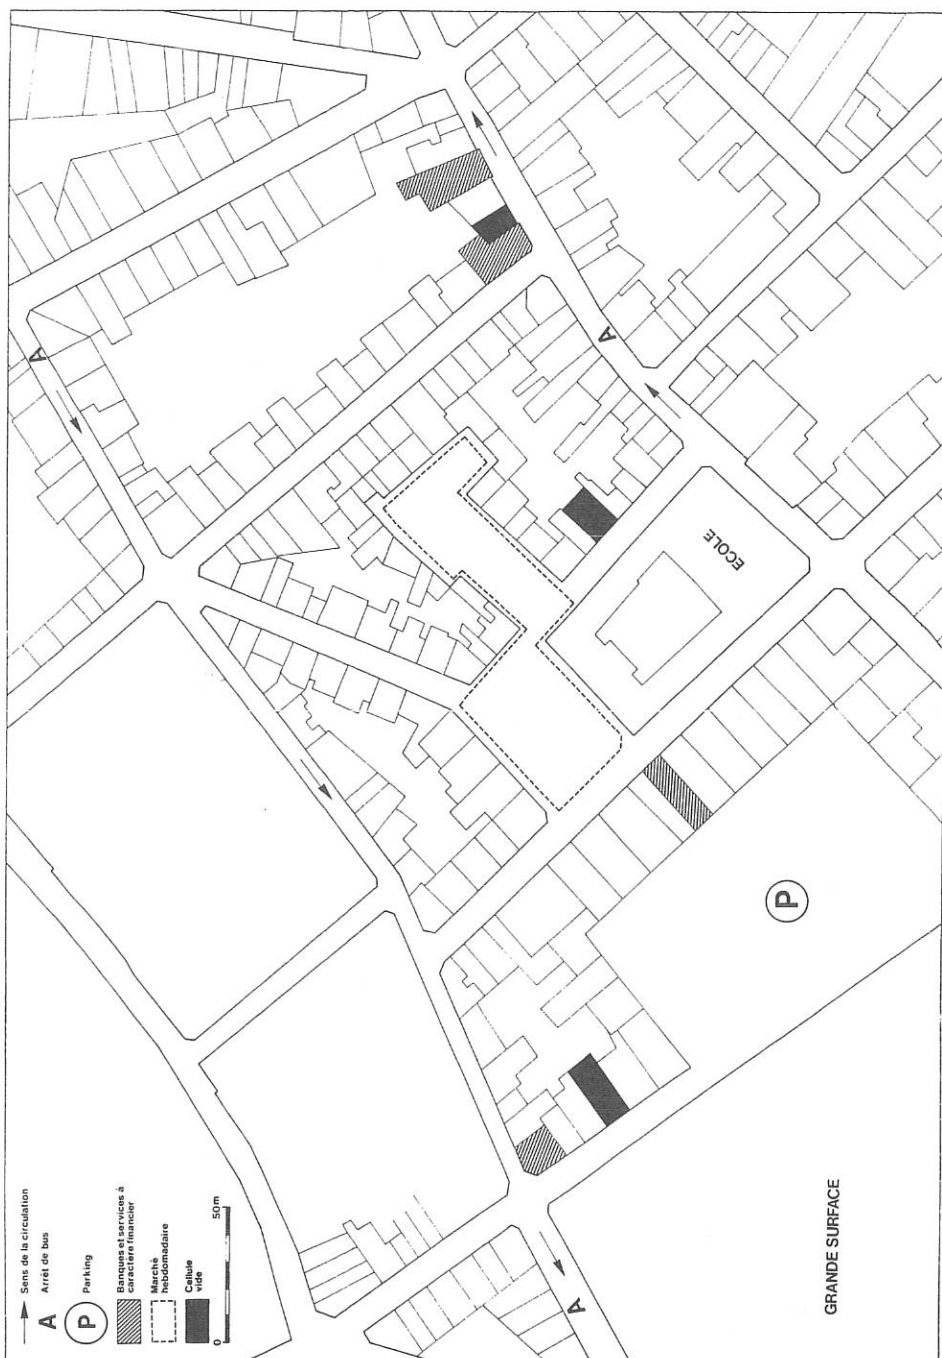 Sens de la circulation
A
Arrêt de bus
P
Parking
Banques et services à
caractère financier
Marché
hebdomadaire
Cellule
vide
0 50m
A
A
ECOLE
P
A
GRANDE SURFACE